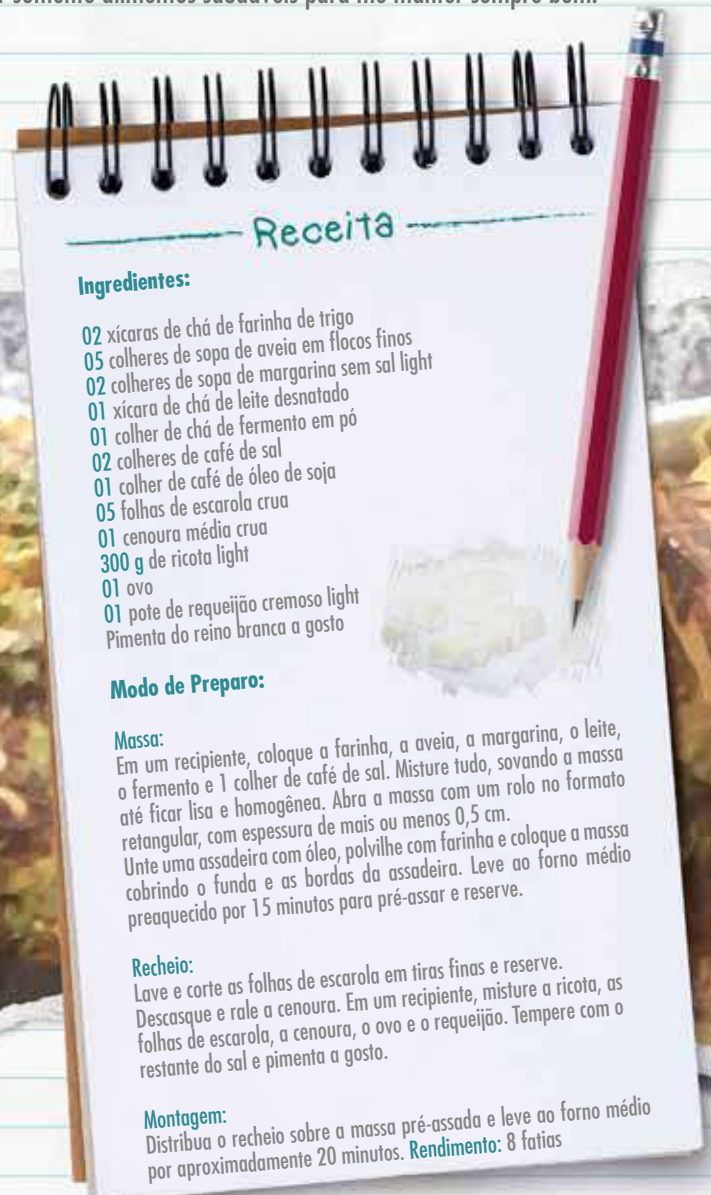 somente alimentos saudáveis para me manter sempre bem.
Receita
Ingredientes:
02 xícaras de chá de farinha de trigo
05 colheres de sopa de aveia em flocos finos
02 colheres de sopa de margarina sem sal light
01 xícara de chá de leite desnatado
01 colher de chá de fermento em pó
02 colheres de café de sal
01 colher de café de óleo de soja
05 folhas de escarola crua
01 cenoura média crua
300 g de ricota light
01 ovo
01 pote de requeijão cremoso light
Pimenta do reino branca a gosto
Modo de Preparo:
Massa:
Em um recipiente, coloque a farinha, a aveia, a margarina, o leite,
o fermento e 1 colher de café de sal. Misture tudo, sovando a massa
até ficar lisa e homogênea. Abra a massa com um rolo no formato
retangular, com espessura de mais ou menos 0,5 cm.
Unte uma assadeira com óleo, polvilhe com farinha e coloque a massa
cobrindo o funda e as bordas da assadeira. Leve ao forno médio
preaquecido por 15 minutos para pré-assar e reserve.
Recheio:
Lave e corte as folhas de escarola em tiras finas e reserve.
Descasque e rale a cenoura. Em um recipiente, misture a ricota, as
folhas de escarola, a cenoura, o ovo e o requeijão. Tempere com o
restante do sal e pimenta a gosto.
Montagem:
Distribua o recheio sobre a massa pré-assada e leve ao forno médio
por aproximadamente 20 minutos. Rendimento: 8 fatias